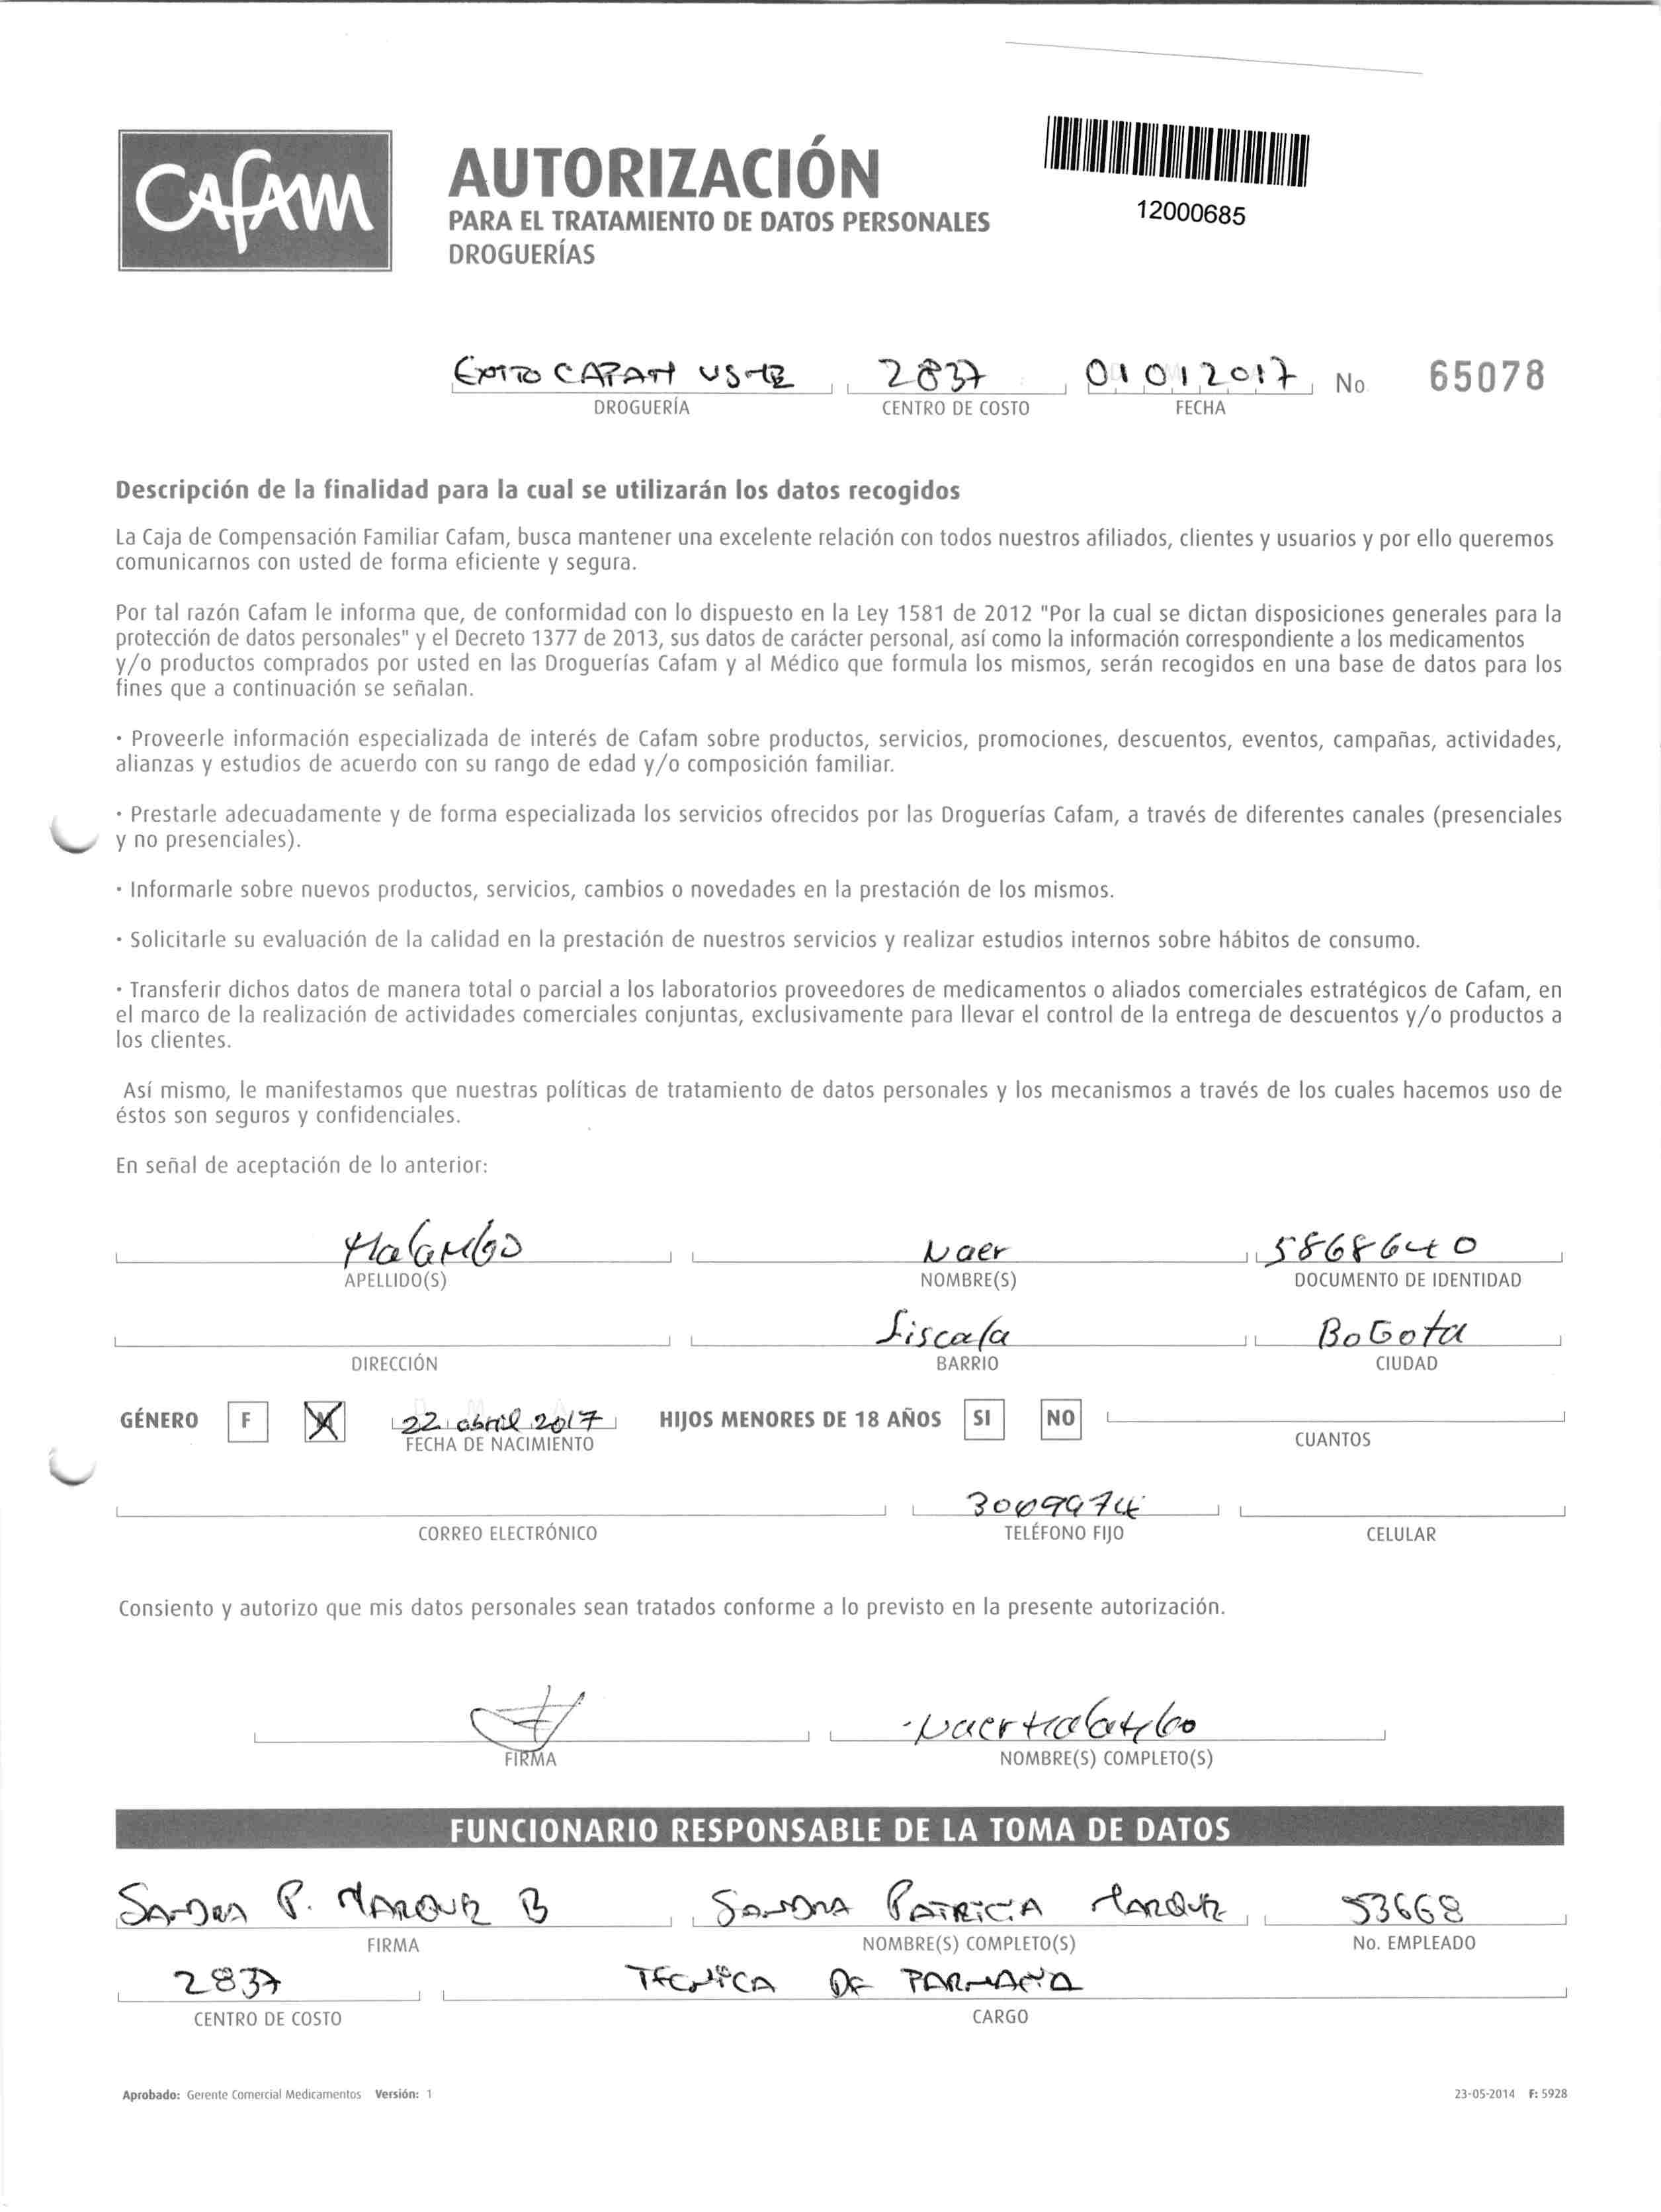 CAFAM
AUTORIZACIÓN
PARA EL TRATAMIENTO DE DATOS PERSONALES
DROGUERÍAS
12000685
EXITO CAFAM USME 2837 01 01 2017 No 65078
DROGUERÍA CENTRO DE COSTO FECHA
Descripción de la finalidad para la cual se utilizarán los datos recogidos
La Caja de Compensación Familiar Cafam, busca mantener una excelente relación con todos nuestros afiliados, clientes y usuarios y por ello queremos
comunicarnos con usted de forma eficiente y segura.
Por tal razón Cafam le informa que, de conformidad con lo dispuesto en la Ley 1581 de 2012 "Por la cual se dictan disposiciones generales para la
protección de datos personales" y el Decreto 1377 de 2013, sus datos de carácter personal, así como la información correspondiente a los medicamentos
y/o productos comprados por usted en las Droguerías Cafam y al Médico que formula los mismos, serán recogidos en una base de datos para los
fines que a continuación se señalan.
· Proveerle información especializada de interés de Cafam sobre productos, servicios, promociones, descuentos, eventos, campañas, actividades,
alianzas y estudios de acuerdo con su rango de edad y/o composición familiar.
· Prestarle adecuadamente y de forma especializada los servicios ofrecidos por las Droguerías Cafam, a través de diferentes canales (presenciales
y no presenciales).
· Informarle sobre nuevos productos, servicios, cambios o novedades en la prestación de los mismos.
· Solicitarle su evaluación de la calidad en la prestación de nuestros servicios y realizar estudios internos sobre hábitos de consumo.
· Transferir dichos datos de manera total o parcial a los laboratorios proveedores de medicamentos o aliados comerciales estratégicos de Cafam, en
el marco de la realización de actividades comerciales conjuntas, exclusivamente para llevar el control de la entrega de descuentos y/o productos a
los clientes.
Así mismo, le manifestamos que nuestras políticas de tratamiento de datos personales y los mecanismos a través de los cuales hacemos uso de
éstos son seguros y confidenciales.
En señal de aceptación de lo anterior:
Malambo Naer 5868640
APELLIDO(S) NOMBRE(S) DOCUMENTO DE IDENTIDAD
Liscala BoGota
DIRECCIÓN BARRIO CIUDAD
GÉNERO F M 22 abril 2017 HIJOS MENORES DE 18 AÑOS SI NO
FECHA DE NACIMIENTO CUANTOS
CORREO ELECTRÓNICO TELÉFONO FIJO CELULAR
Consiento y autorizo que mis datos personales sean tratados conforme a lo previsto en la presente autorización.
Naer Malambo
FIRMA NOMBRE(S) COMPLETO(S)
FUNCIONARIO RESPONSABLE DE LA TOMA DE DATOS
SANDRA P. MARQUEZ B SANDRA PATRICIA MARQUEZ 53668
FIRMA NOMBRE(S) COMPLETO(S) No. EMPLEADO
2837 TECNICA DE FARMACIA
CENTRO DE COSTO CARGO
Aprobado: Gerente Comercial Medicamentos Versión: 1 23-05-2014 F: 5928